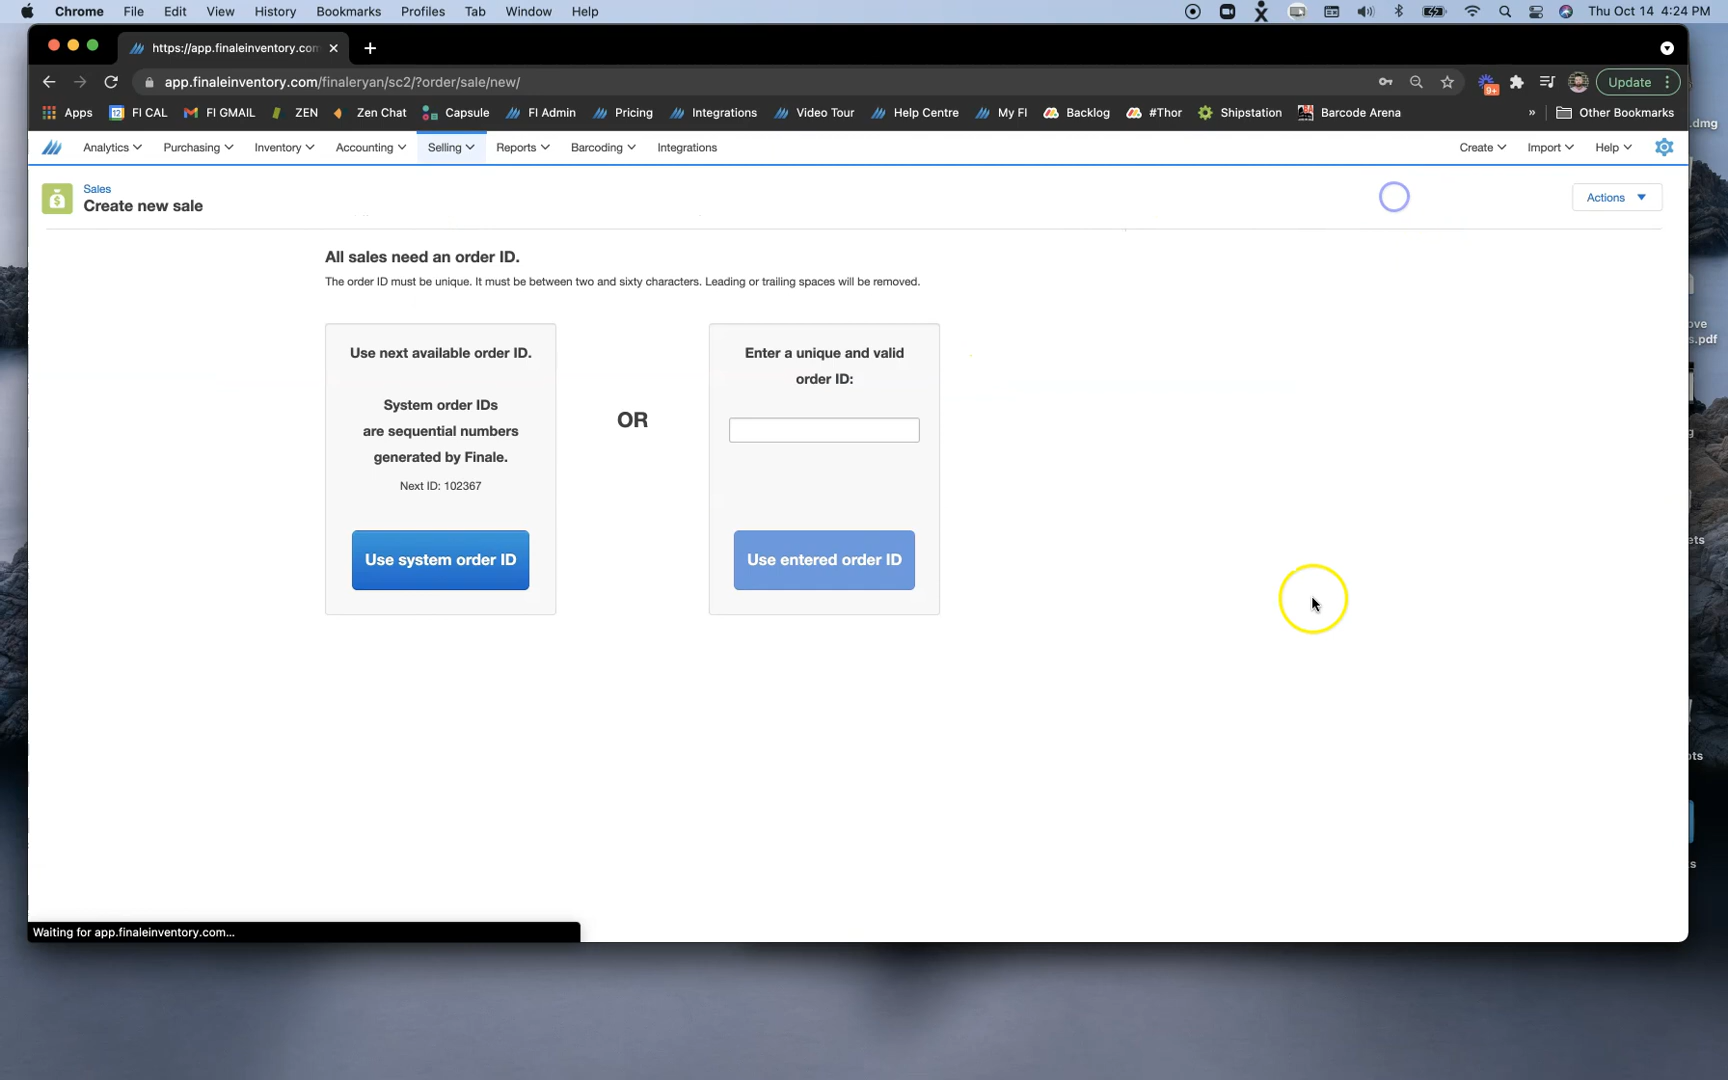 Chrome File Edit View History Bookmarks Profiles Tab Window Help Thu Oct 14 4:24 PM
https://app.finaleinventory.com
app.finaleinventory.com/finaleryan/sc2/?order/sale/new/ 9+ Update
Apps FI CAL FI GMAIL ZEN Zen Chat Capsule FI Admin Pricing Integrations Video Tour Help Centre My FI Backlog #Thor Shipstation Barcode Arena » Other Bookmarks
.dmg
Analytics Purchasing Inventory Accounting Selling Reports Barcoding Integrations Create Import Help
Sales
Create new sale
Actions
All sales need an order ID.
The order ID must be unique. It must be between two and sixty characters. Leading or trailing spaces will be removed.
Use next available order ID.
System order IDs
are sequential numbers
generated by Finale.
Next ID: 102367
Use system order ID
OR
Enter a unique and valid
order ID:
Use entered order ID
ove
s.pdf
g
ets
ots
s
Waiting for app.finaleinventory.com...